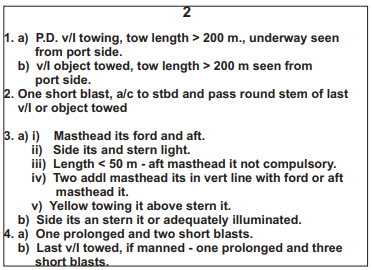 2
1. a) P.D. v/l towing, tow length > 200 m., underway seen
from port side.
b) v/l object towed, tow length > 200 m seen from
port side.
2. One short blast, a/c to stbd and pass round stem of last
v/l or object towed
3. a) i) Masthead its ford and aft.
ii) Side its and stern light.
iii) Length < 50 m - aft masthead it not compulsory.
iv) Two addl masthead its in vert line with ford or aft
masthead it.
v) Yellow towing it above stern it.
b) Side its an stern it or adequately illuminated.
4. a) One prolonged and two short blasts.
b) Last v/l towed, if manned - one prolonged and three
short blasts.